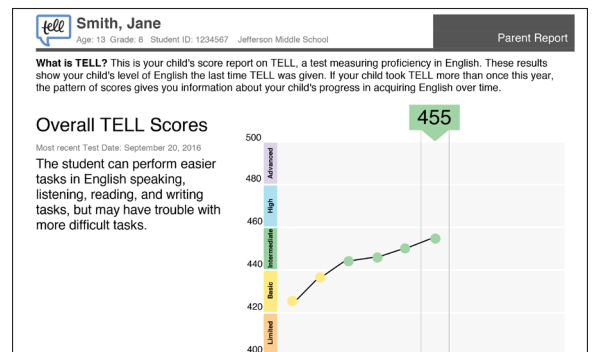 tell
Smith, Jane
Age: 13 Grade: 8 Student ID: 1234567 Jefferson Middle School
Parent Report
What is TELL? This is your child's score report on TELL, a test measuring proficiency in English. These results
show your child's level of English the last time TELL was given. If your child took TELL more than once this year,
the pattern of scores gives you information about your child's progress in acquiring English over time.
Overall TELL Scores
Most recent Test Date: September 20, 2016
The student can perform easier
tasks in English speaking,
listening, reading, and writing
tasks, but may have trouble with
more difficult tasks.
455
500
Advanced
480
High
460
Intermediate
440
Basic
420
Limited
400